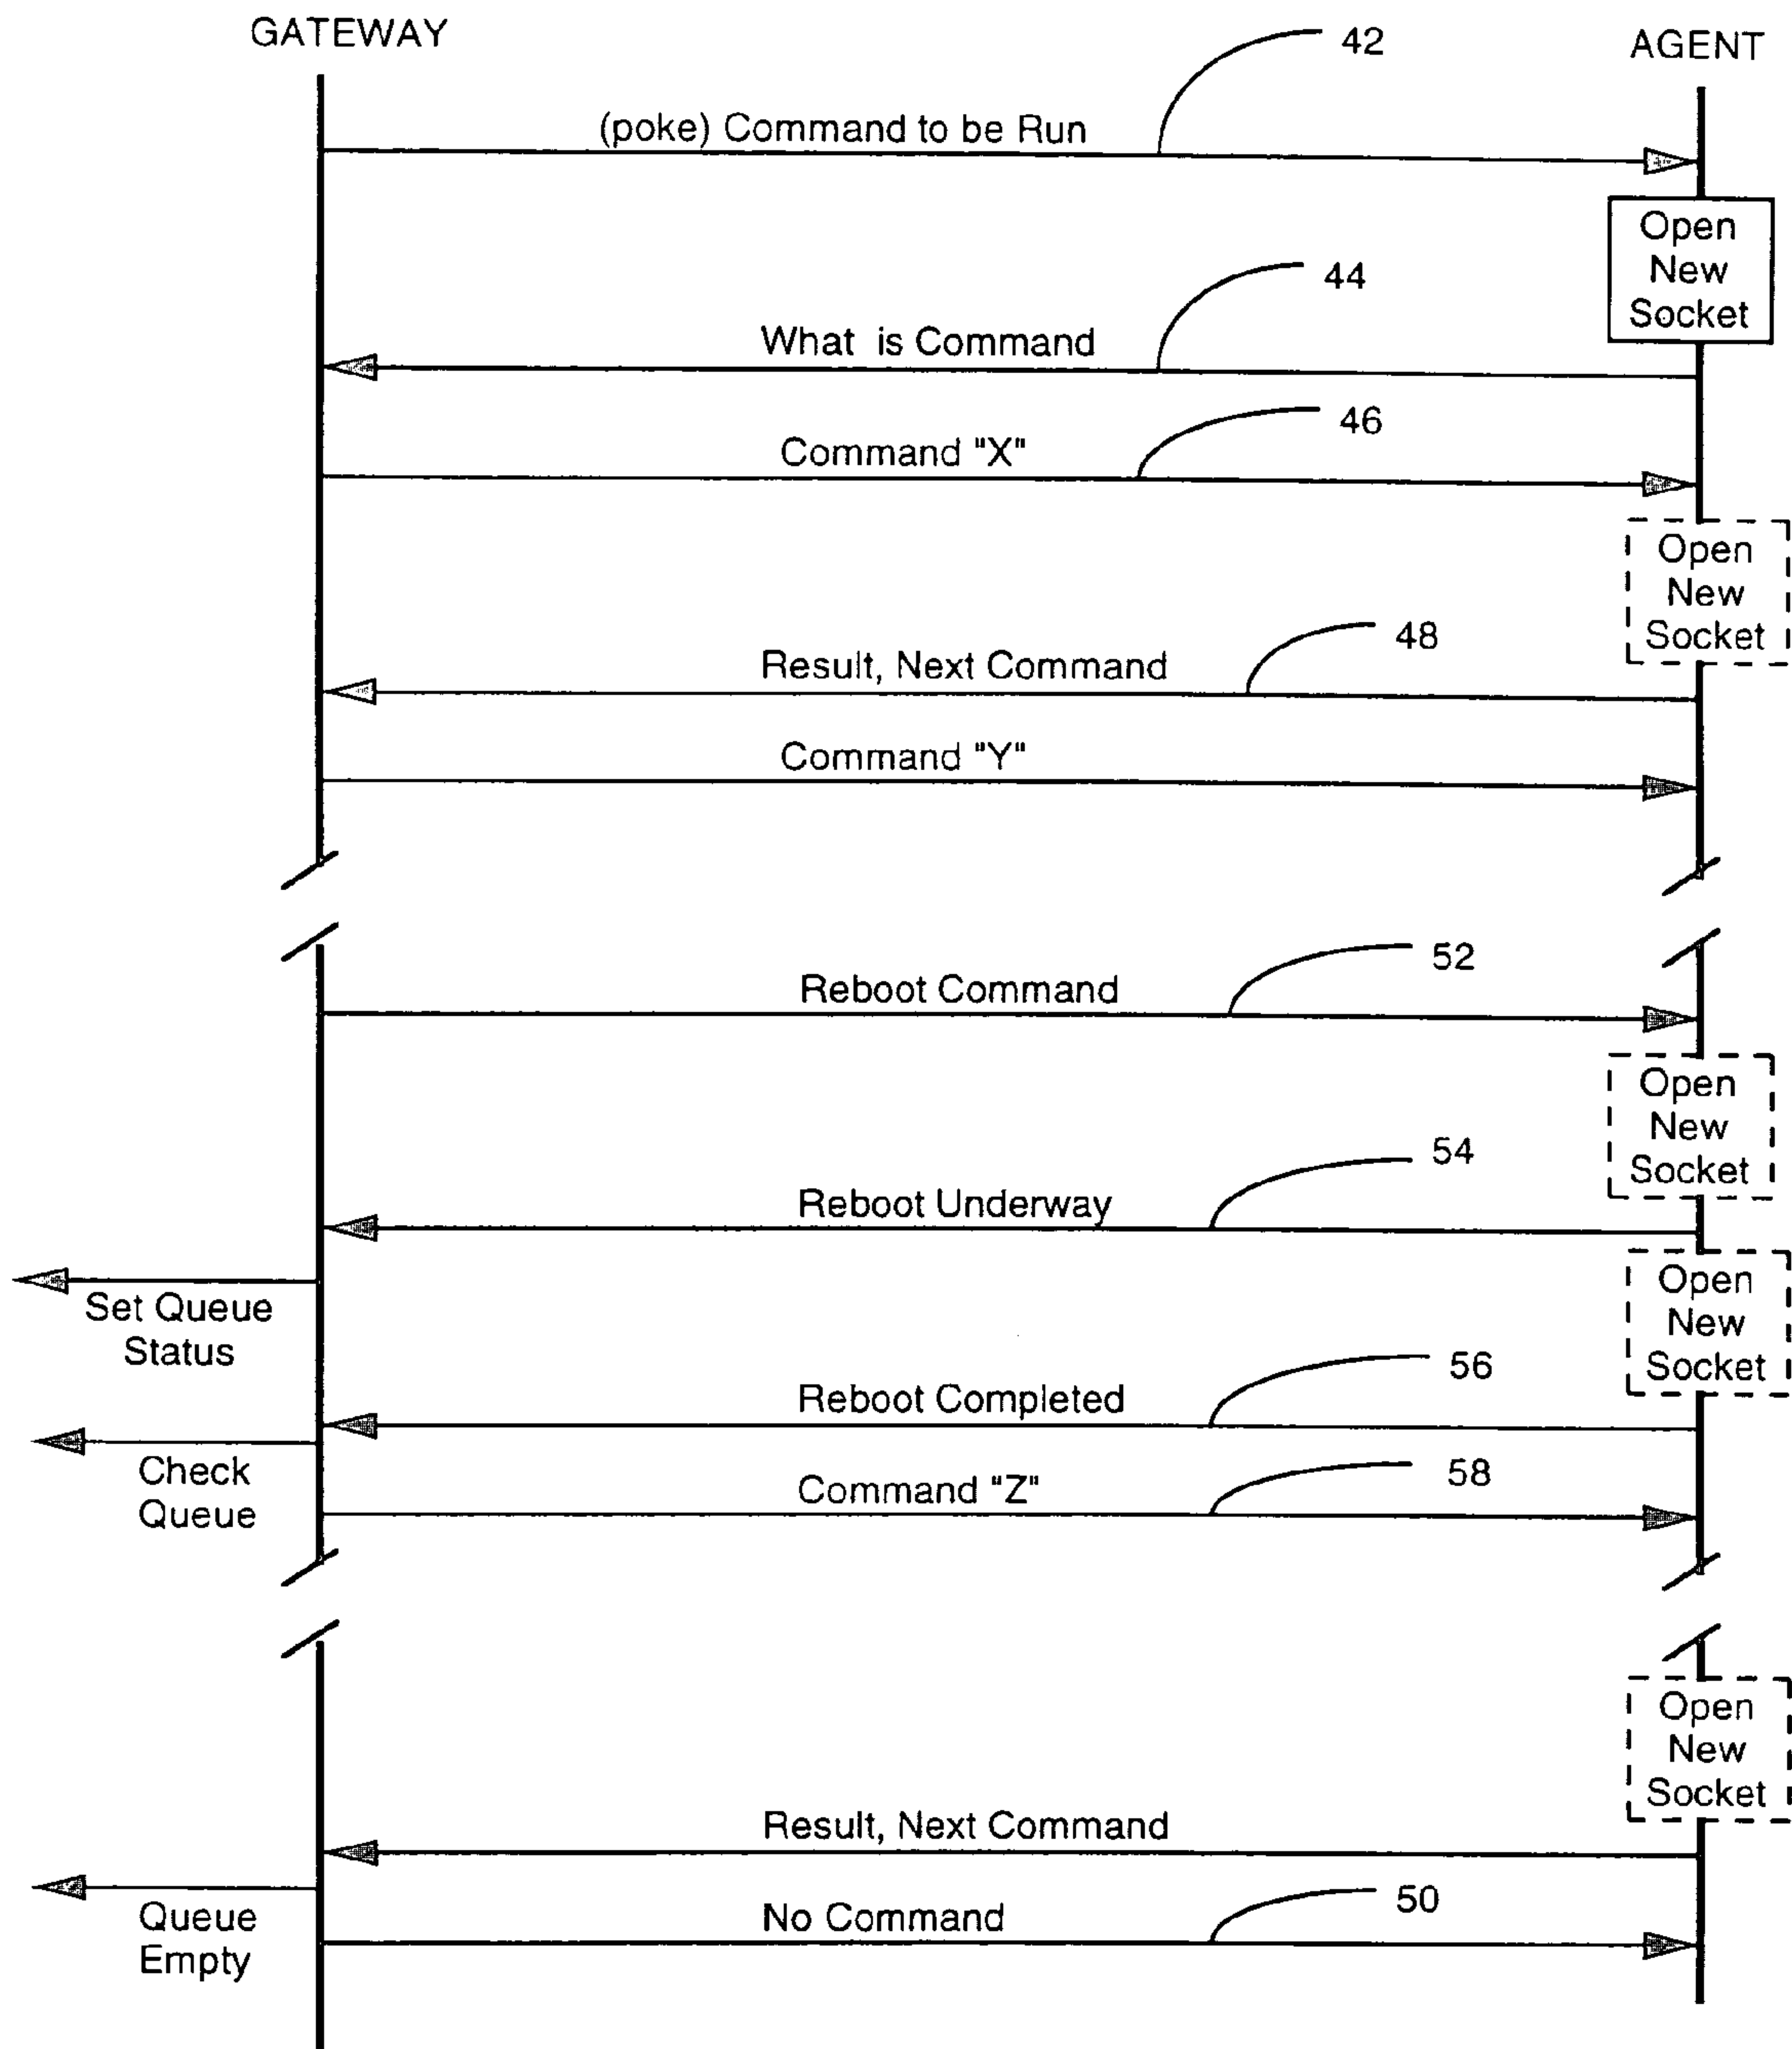 GATEWAY
AGENT
42
(poke) Command to be Run
Open
New
Socket
44
What is Command
46
Command "X"
Open
New
Socket
48
Result, Next Command
Command "Y"
52
Reboot Command
Open
New
Socket
54
Reboot Underway
Set Queue
Status
Open
New
Socket
56
Reboot Completed
Check
Queue
58
Command "Z"
Open
New
Socket
Result, Next Command
Queue
Empty
50
No Command